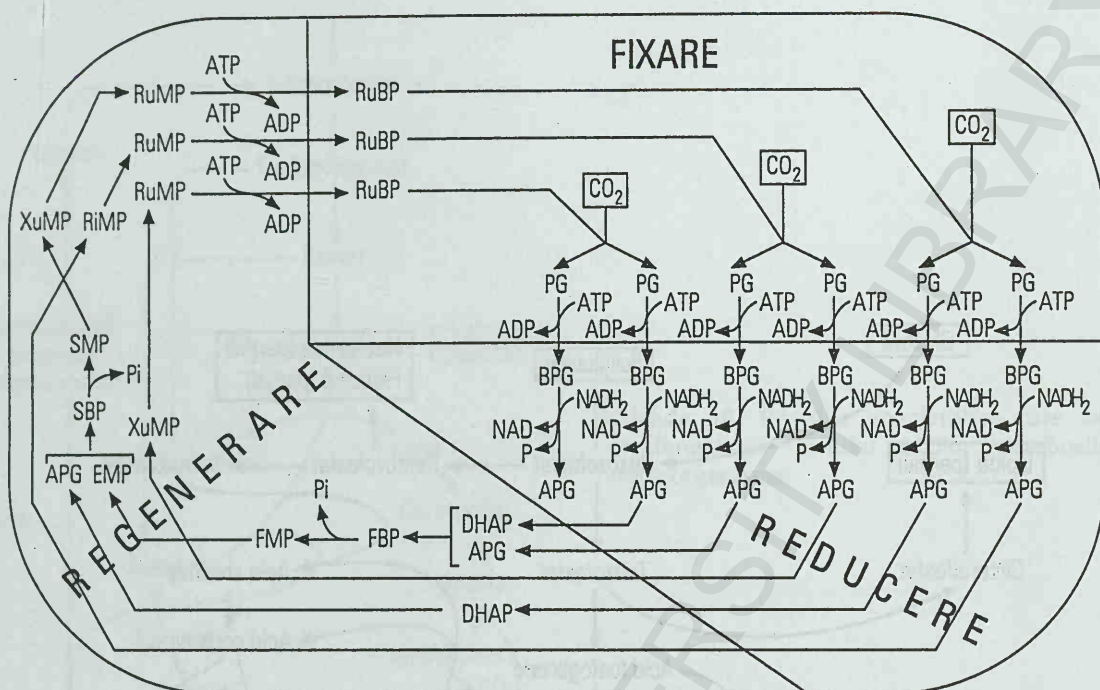 FIXARE
ATP
RuMP RuBP
ADP
ATP
RuMP RuBP
ADP
ATP
RuMP RuBP
ADP
CO₂
CO₂
CO₂
XuMP RiMP
PG PG PG PG PG PG
ATP ATP ATP ATP ATP ATP
ADP ADP ADP ADP ADP ADP
SMP
Pi
SBP
BPG BPG BPG BPG BPG BPG
NADH₂ NADH₂ NADH₂ NADH₂ NADH₂ NADH₂
NAD NAD NAD NAD NAD NAD
P P P P P P
XuMP
APG EMP
APG APG APG APG APG APG
REGENERARE
Pi
FMP FBP DHAP
APG
REDUCERE
DHAP
ERSITY LIBRARY